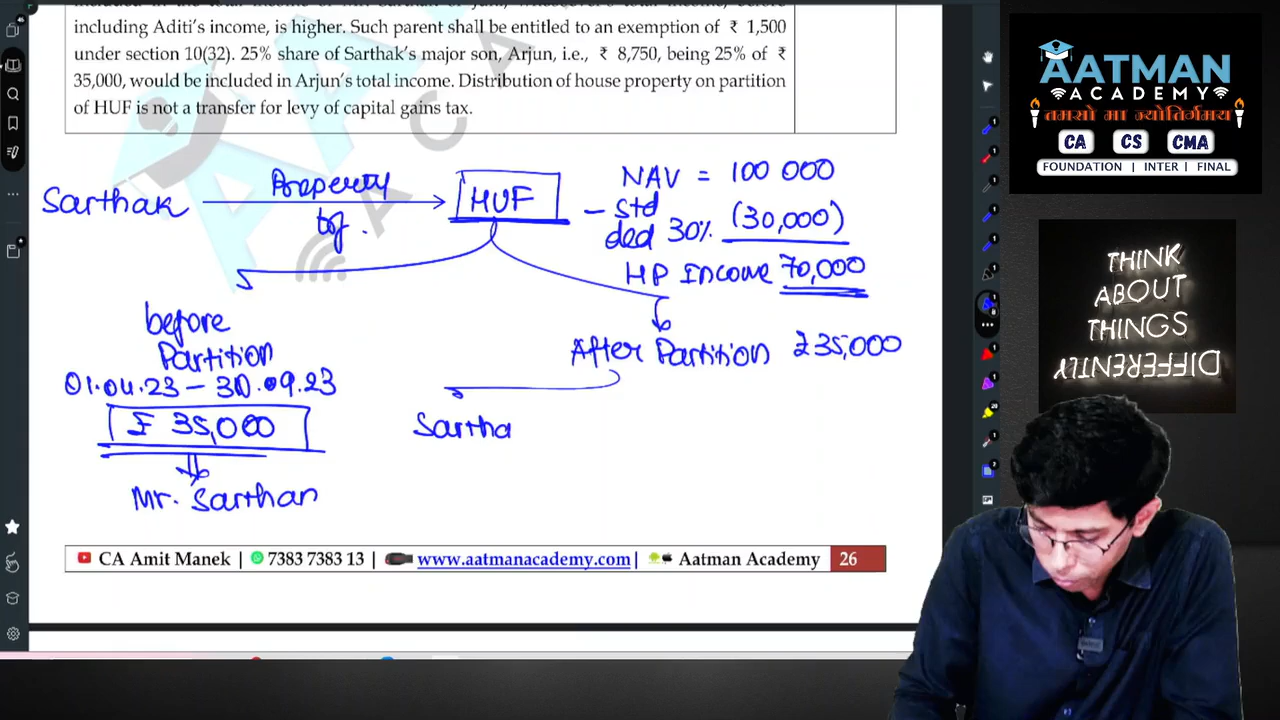 including Aditi's income, is higher. Such parent shall be entitled to an exemption of ₹ 1,500
under section 10(32). 25% share of Sarthak's major son, Arjun, i.e., ₹ 8,750, being 25% of ₹
35,000, would be included in Arjun's total income. Distribution of house property on partition
of HUF is not a transfer for levy of capital gains tax.
Sarthak
Property
tof.
HUF
NAV = 100 000
- Std
ded 30% (30,000)
HP Income 70,000
before
Partition
01.04.23 - 30.09.23
₹ 35,000
Mr. Sarthan
After Partition ₹35,000
Sartha
CA Amit Manek | 7383 7383 13 | www.aatmanacademy.com | Aatman Academy 26
AATMAN
ACADEMY
तमसो मा ज्योतिर्गमय
CA CS CMA
FOUNDATION | INTER | FINAL
THINK
ABOUT
THINGS
DIFFERENTLY